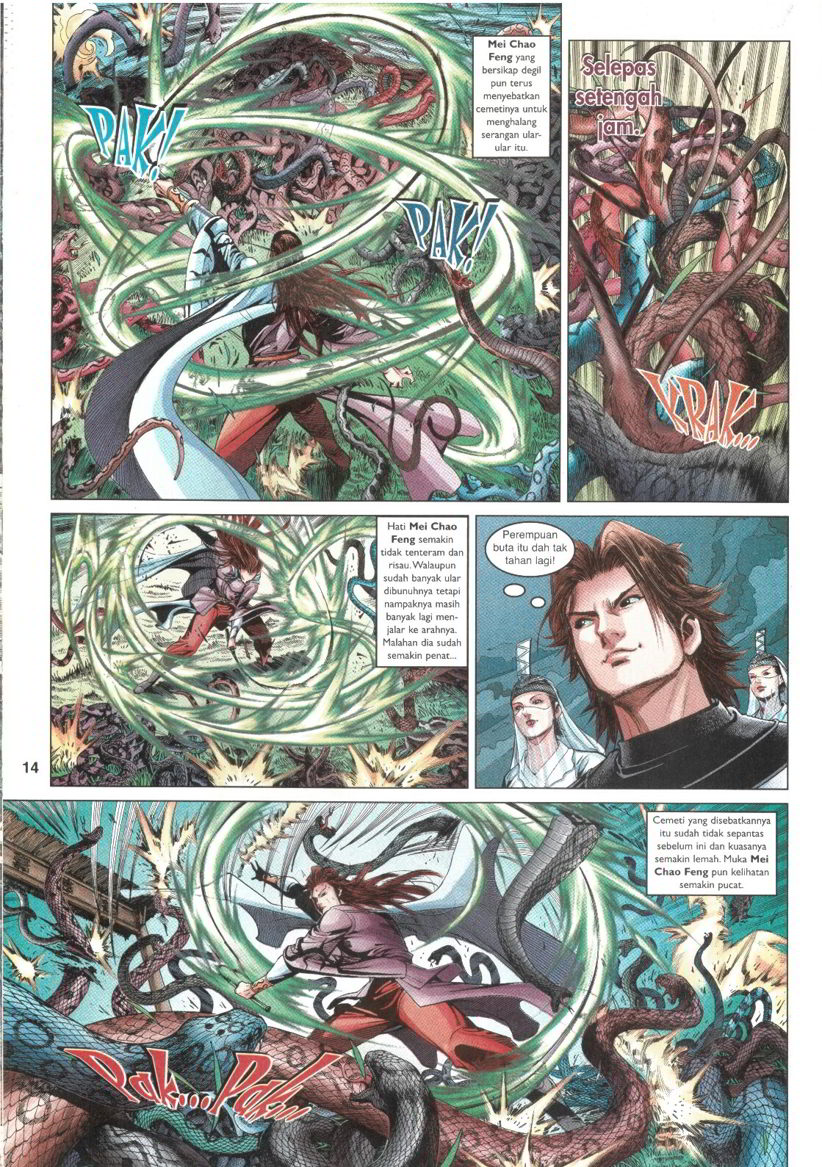 Mei Chao
Feng yang
bersikap degil
pun terus
menyebatkan
cemetinya untuk
menghalang
serangan ular-
ular itu.
PAK!
PAK!
Selepas
setengah
jam.
KRAK...
Hati Mei Chao
Feng semakin
tidak tenteram dan
risau. Walaupun
sudah banyak ular
dibunuhnya tetapi
nampaknya masih
banyak lagi men-
jalar ke arahnya.
Malahan dia sudah
semakin penat...
Perempuan
buta itu dah tak
tahan lagi!
14
Cemeti yang disebatkannya
itu sudah tidak sepantas
sebelum ini dan kuasanya
semakin lemah. Muka Mei
Chao Feng pun kelihatan
semakin pucat.
Pak...Pak...